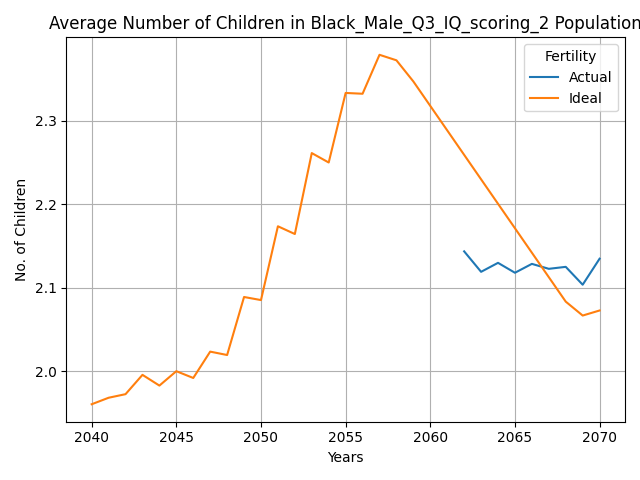 Average Number of Children in Black_Male_Q3_IQ_scoring_2 Population
Fertility
Actual
Ideal
No. of Children
2.3
2.2
2.1
2.0
2040 2045 2050 2055 2060 2065 2070
Years